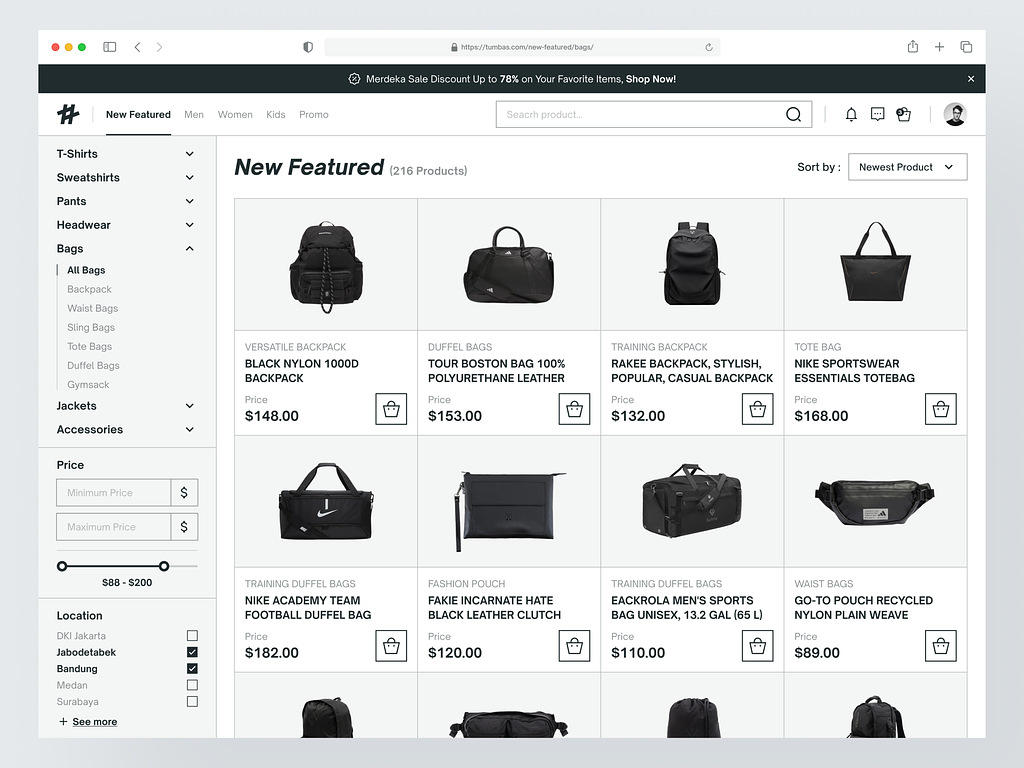 https://tumbas.com/new-featured/bags/
Merdeka Sale Discount Up to 78% on Your Favorite Items, Shop Now!
New Featured
Men
Women
Kids
Promo
Seacrh product...
T-Shirts
Sweatshirts
Pants
Headwear
Bags
All Bags
Backpack
Waist Bags
Sling Bags
Tote Bags
Duffel Bags
Gymsack
Jackets
Accessories
Price
Minimum Price
$
Maximum Price
$
$88 - $200
Location
DKI Jakarta
Jabodetabek
Bandung
Medan
Surabaya
See more
New Featured (216 Products)
Sort by :
Newest Product
VERSATILE BACKPACK
BLACK NYLON 1000D
BACKPACK
Price
$148.00
DUFFEL BAGS
TOUR BOSTON BAG 100%
POLYURETHANE LEATHER
Price
$153.00
TRAINING BACKPACK
RAKEE BACKPACK, STYLISH,
POPULAR, CASUAL BACKPACK
Price
$132.00
TOTE BAG
NIKE SPORTSWEAR
ESSENTIALS TOTEBAG
Price
$168.00
TRAINING DUFFEL BAGS
NIKE ACADEMY TEAM
FOOTBALL DUFFEL BAG
Price
$182.00
FASHION POUCH
FAKIE INCARNATE HATE
BLACK LEATHER CLUTCH
Price
$120.00
TRAINING DUFFEL BAGS
EACKROLA MEN'S SPORTS
BAG UNISEX, 13.2 GAL (65 L)
Price
$110.00
WAIST BAGS
GO-TO POUCH RECYCLED
NYLON PLAIN WEAVE
Price
$89.00